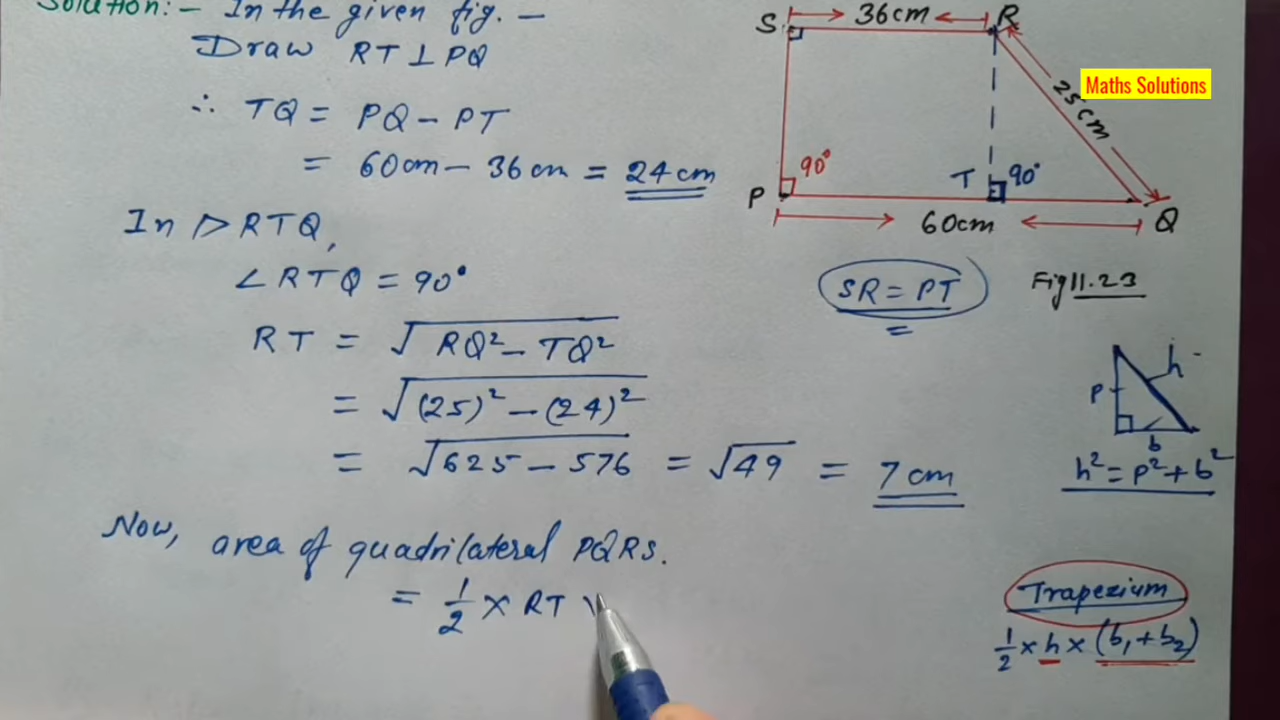 Solution:- In the given fig. -
Draw RT⊥PQ
∴ TQ = PQ - PT
= 60cm - 36cm = 24cm
In ▷RTQ,
∠RTQ = 90°
RT = √RQ² - TQ²
= √(25)² - (24)²
= √625 - 576 = √49 = 7cm
Now, area of quadrilateral PQRS.
= 1/2 × RT
S 36cm R
Maths Solutions
25cm
90° T 90°
P 60cm Q
SR = PT
=
Fig 11.23
P h
b
h² = p² + b²
Trapezium
1/2 × h × (b₁ + b₂)